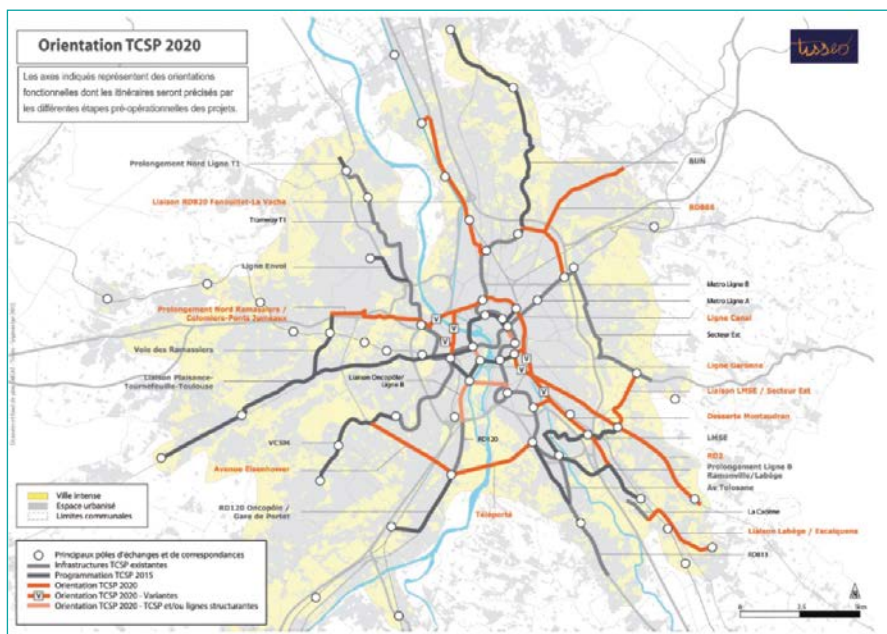 Orientation TCSP 2020
Les axes indiqués représentent des orientations
fonctionnelles dont les itinéraires seront précisés par
les différentes étapes pré-opérationnelles des projets.
tisséo
Prolongement Nord Ligne T1
Liaison RD820 Fenouillet-La Vache
Tramway T1
Ligne Envol
Prolongement Nord Ramassiers /
Colomiers-Ponts Jumeaux
Voie des Ramassiers
Liaison Plaisance-
Tournefeuille-Toulouse
Liaison Oncopôle/
Ligne B
VCSM
Avenue Eisenhower
RD120 Oncopôle /
Gare de Portet
RD120
Téléporté
BUN
RD888
Metro Ligne B
Metro Ligne A
Ligne Canal
Secteur Est
Ligne Garonne
Liaison LMSE / Secteur Est
Desserte Montaudran
LMSE
RD2
Prolongement Ligne B
Ramonville/Labège
Av Tolosane
La Cadène
Liaison Labège / Escalquens
RD813
V
V
V
V
V
V
Ville intense
Espace urbanisé
Limites communales
Principaux pôles d'échanges et de correspondances
Infrastructures TCSP existantes
Programmation TCSP 2015
Orientation TCSP 2020
V
Orientation TCSP 2020 - Variantes
Orientation TCSP 2020 - TCSP et/ou lignes structurantes
N
0 2.5 5km